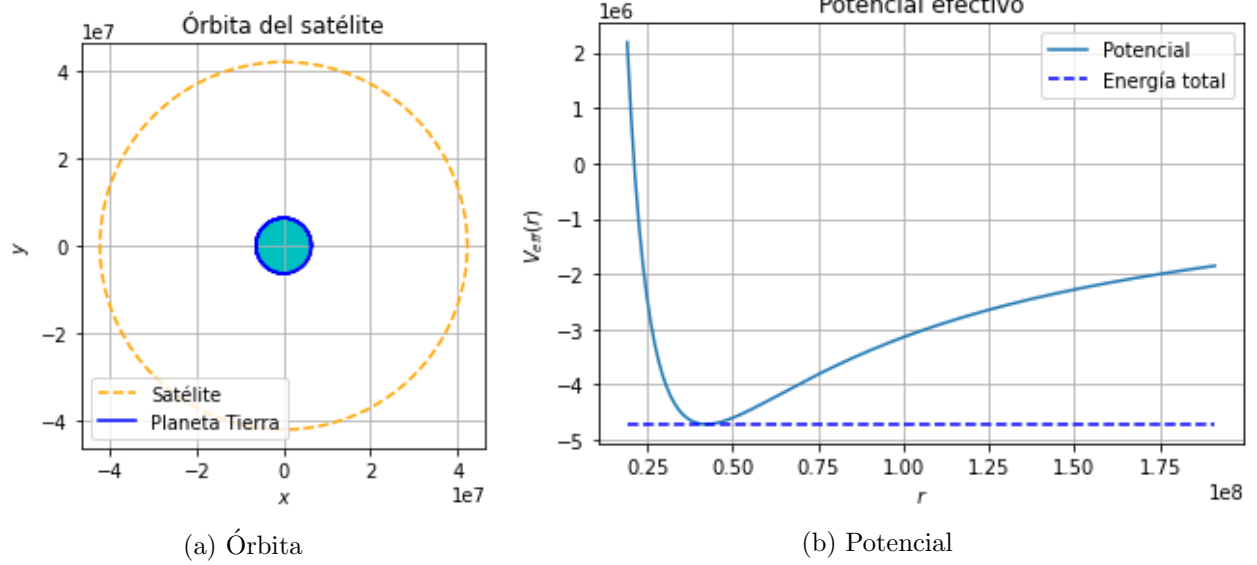 Órbita del satélite
1e7
4
2
0
−2
−4
y
−4
−2
0
2
4
x
1e7
Satélite
Planeta Tierra
(a) Órbita
Potencial efectivo
1e6
2
1
0
−1
−2
−3
−4
−5
V_eff(r)
0.25
0.50
0.75
1.00
1.25
1.50
1.75
r
1e8
Potencial
Energía total
(b) Potencial